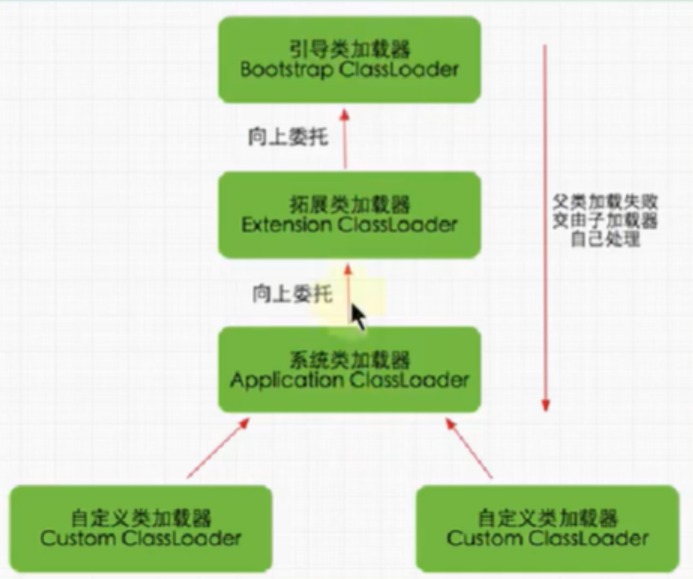 引导类加载器
Bootstrap ClassLoader
向上委托
拓展类加载器
Extension ClassLoader
父类加载失败
交由子加载器
自己处理
向上委托
系统类加载器
Application ClassLoader
自定义类加载器
Custom ClassLoader
自定义类加载器
Custom ClassLoader